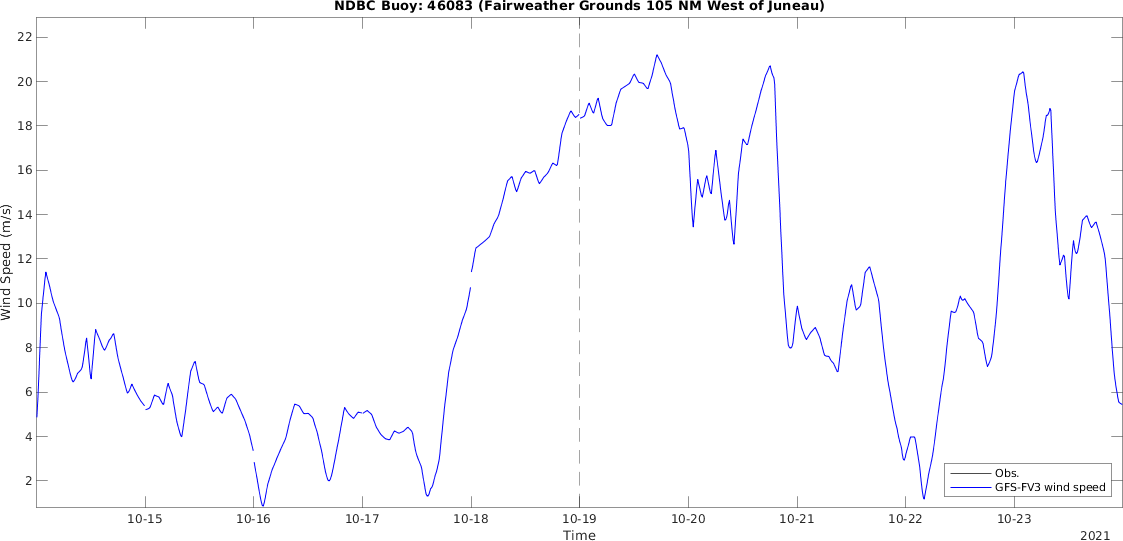 NDBC Buoy: 46083 (Fairweather Grounds 105 NM West of Juneau)
22
20
18
16
14
12
10
8
6
4
2
Wind Speed (m/s)
Obs.
GFS-FV3 wind speed
10-15 10-16 10-17 10-18 10-19 10-20 10-21 10-22 10-23
Time
2021